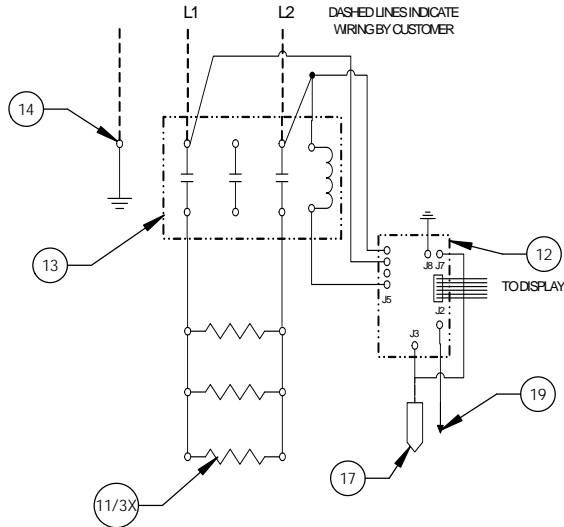 L1
L2
DASHED LINES INDICATE
WIRING BY CUSTOMER
14
13
12
J8 J7
J5
TO DISPLAY
J2
J3
19
17
11/3X